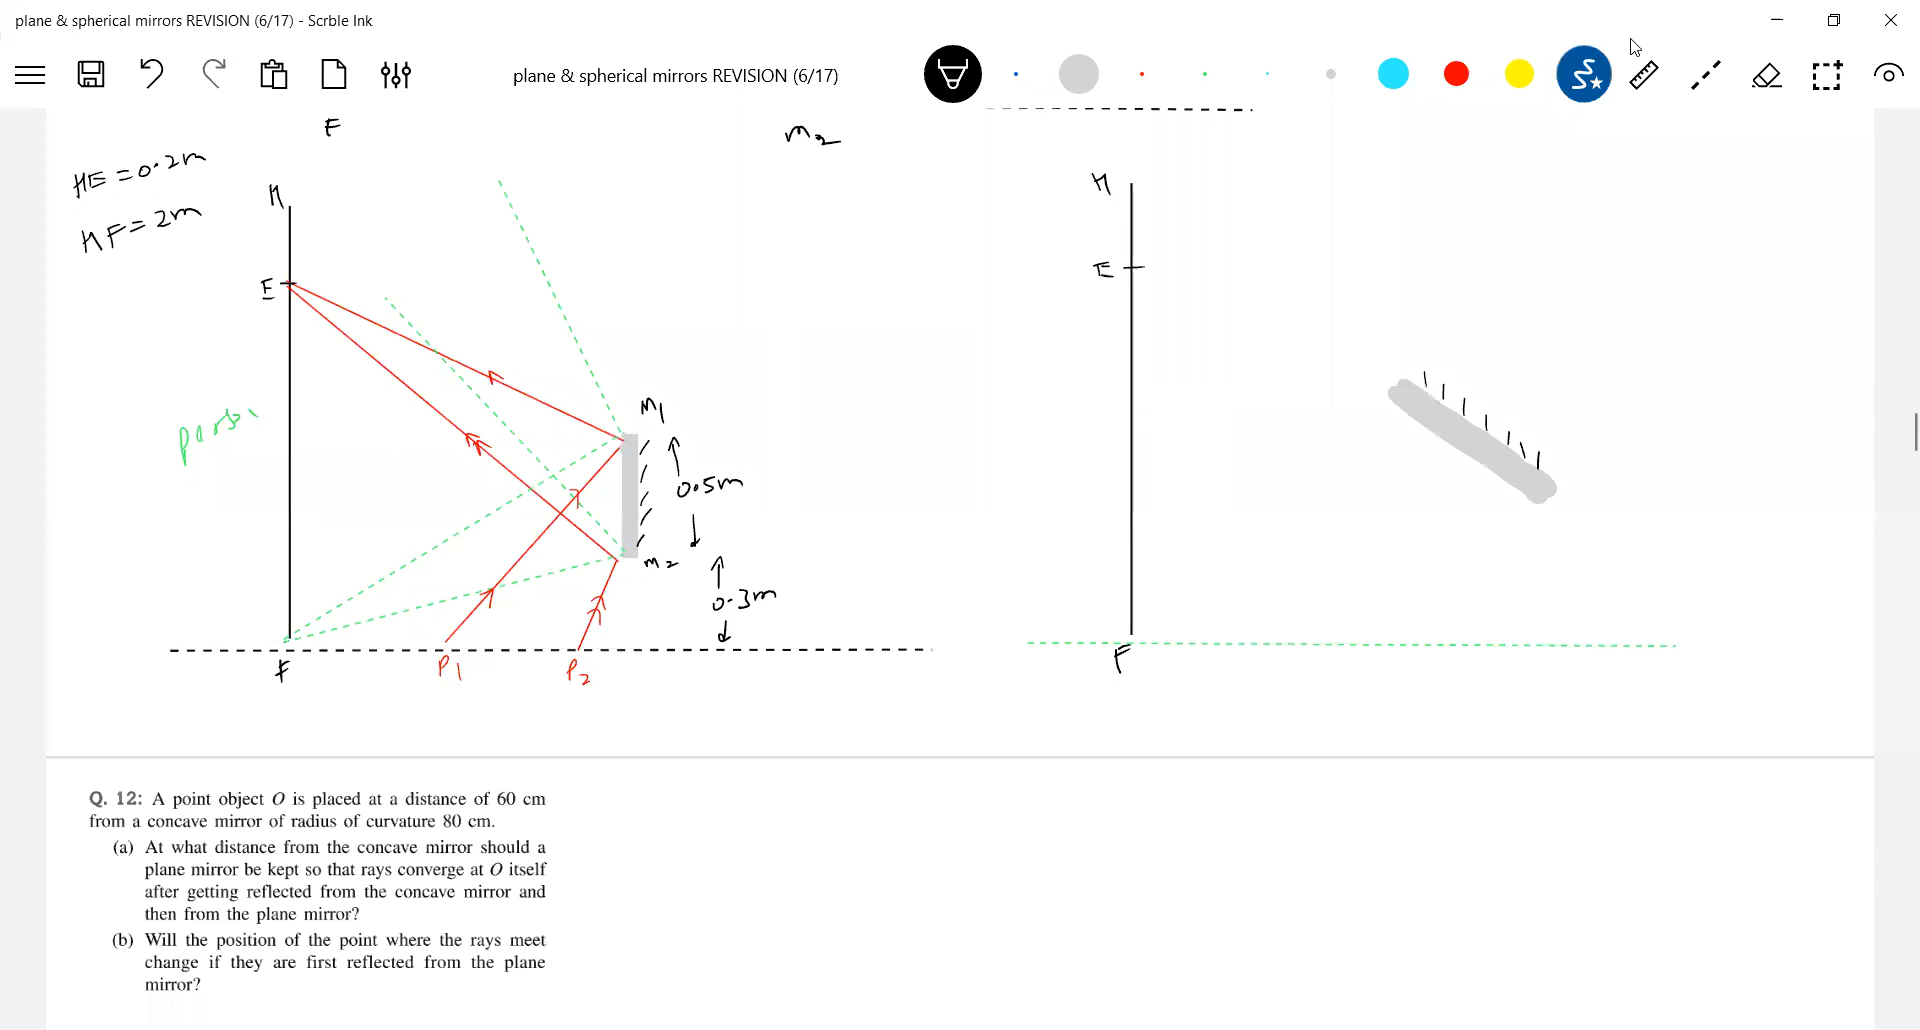 plane & spherical mirrors REVISION (6/17) - Scrble Ink
plane & spherical mirrors REVISION (6/17)
F
m2
HE = 0.2m
HF = 2m
H
E
M1
0.5m
m2
0.3m
F
P1
P2
H
E
F
Q. 12: A point object O is placed at a distance of 60 cm
from a concave mirror of radius of curvature 80 cm.
(a) At what distance from the concave mirror should a
plane mirror be kept so that rays converge at O itself
after getting reflected from the concave mirror and
then from the plane mirror?
(b) Will the position of the point where the rays meet
change if they are first reflected from the plane
mirror?